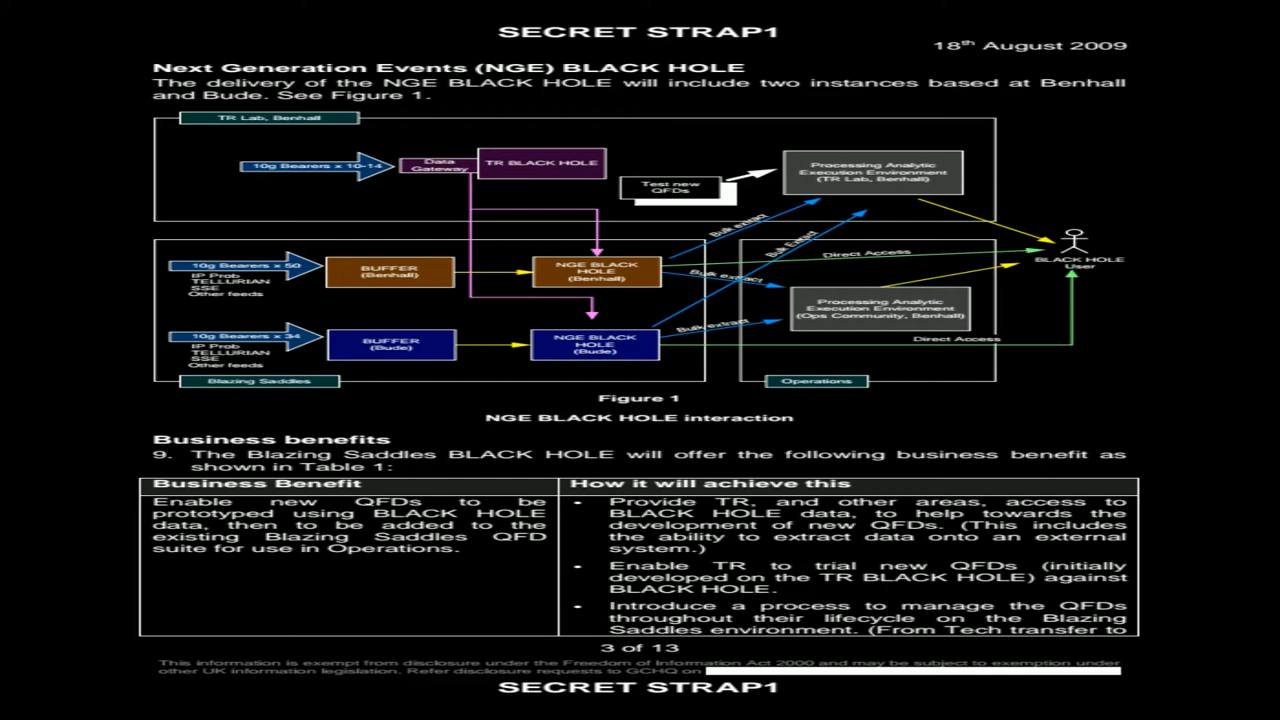 SECRET STRAP1
18th August 2009
Next Generation Events (NGE) BLACK HOLE
The delivery of the NGE BLACK HOLE will include two instances based at Benhall
and Bude. See Figure 1.
TR Lab, Benhall
10g Bearers x 10-14
Data
Gateway
TR BLACK HOLE
Test new
QFDs
Processing Analytic
Execution Environment
(TR Lab, Benhall)
Bulk extract
Bulk Extract
Direct Access
BLACK HOLE
User
10g Bearers x 50
IP Prob
TELLURIAN
SSE
Other feeds
BUFFER
(Benhall)
NGE BLACK
HOLE
(Benhall)
Bulk extract
Processing Analytic
Execution Environment
(Ops Community, Benhall)
10g Bearers x 34
IP Prob
TELLURIAN
SSE
Other feeds
BUFFER
(Bude)
NGE BLACK
HOLE
(Bude)
Bulk extract
Direct Access
Blazing Saddles
Operations
Figure 1
NGE BLACK HOLE interaction
Business benefits
9. The Blazing Saddles BLACK HOLE will offer the following business benefit as
shown in Table 1:
Business Benefit
How it will achieve this
Enable new QFDs to be
prototyped using BLACK HOLE
data, then to be added to the
existing Blazing Saddles QFD
suite for use in Operations.
• Provide TR, and other areas, access to
BLACK HOLE data, to help towards the
development of new QFDs. (This includes
the ability to extract data onto an external
system.)
• Enable TR to trial new QFDs (initially
developed on the TR BLACK HOLE) against
BLACK HOLE.
• Introduce a process to manage the QFDs
throughout their lifecycle on the Blazing
Saddles environment. (From Tech transfer to
3 of 13
This information is exempt from disclosure under the Freedom of Information Act 2000 and may be subject to exemption under
other UK information legislation. Refer disclosure requests to GCHQ on
SECRET STRAP1